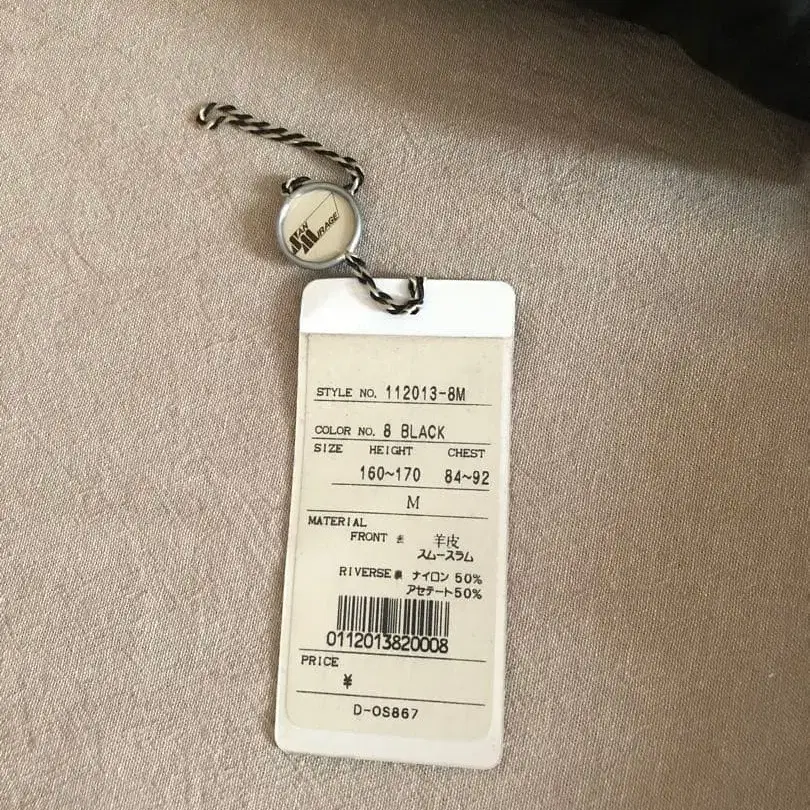 MAN
MIRAGE
STYLE NO. 112013-8M
COLOR NO. 8 BLACK
SIZE HEIGHT CHEST
160~170 84~92
M
MATERIAL
FRONT 羊皮
スムースラム
RIVERSE ナイロン 50%
アセテート50%
0112013820008
PRICE
¥
D-OS867